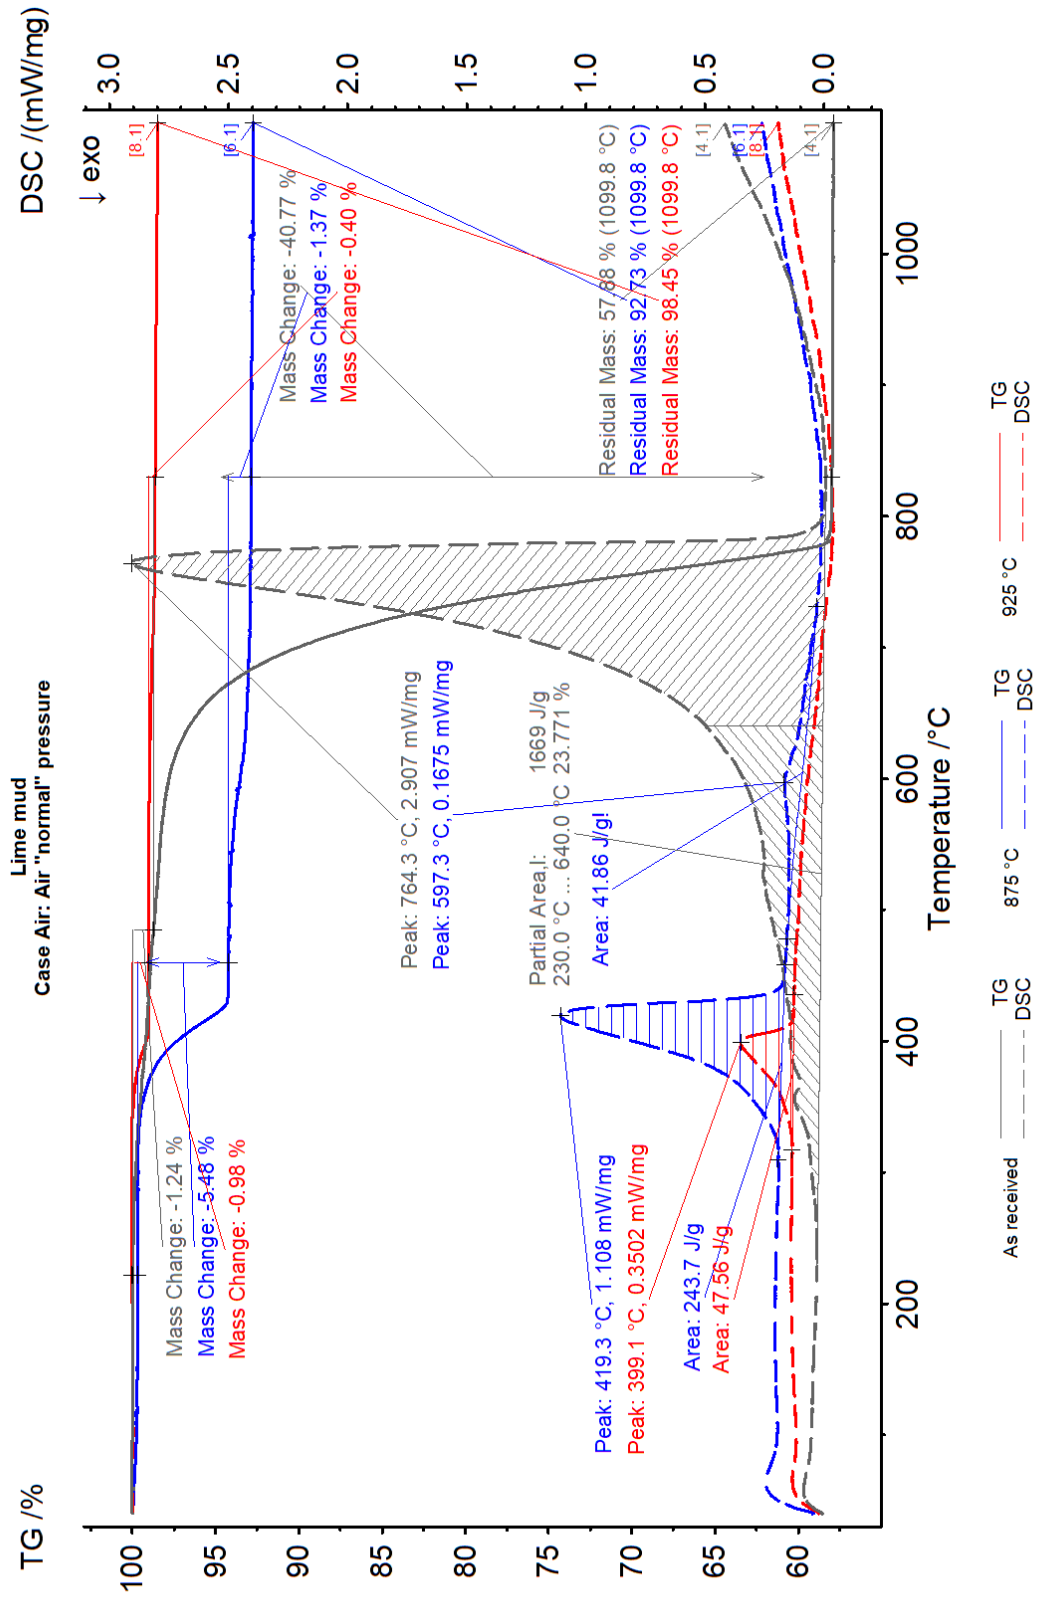 Lime mud
Case Air: Air "normal" pressure
TG /%
DSC /(mW/mg)
↓ exo
100
95
90
85
80
75
70
65
60
3.0
2.5
2.0
1.5
1.0
0.5
0.0
[8.1]
[6.1]
Mass Change: -40.77 %
Mass Change: -1.37 %
Mass Change: -0.40 %
Mass Change: -1.24 %
Mass Change: -5.48 %
Mass Change: -0.98 %
Peak: 764.3 °C, 2.907 mW/mg
Peak: 597.3 °C, 0.1675 mW/mg
Partial Area,I: 1669 J/g
230.0 °C ... 640.0 °C 23.771 %
Area: 41.86 J/g!
Residual Mass: 57.88 % (1099.8 °C)
Residual Mass: 92.73 % (1099.8 °C)
Residual Mass: 98.45 % (1099.8 °C)
[4.1]
[6.1]
[8.1]
[4.1]
Peak: 419.3 °C, 1.108 mW/mg
Peak: 399.1 °C, 0.3502 mW/mg
Area: 243.7 J/g
Area: 47.56 J/g
200
400
600
800
1000
Temperature /°C
As received
TG
DSC
875 °C
TG
DSC
925 °C
TG
DSC